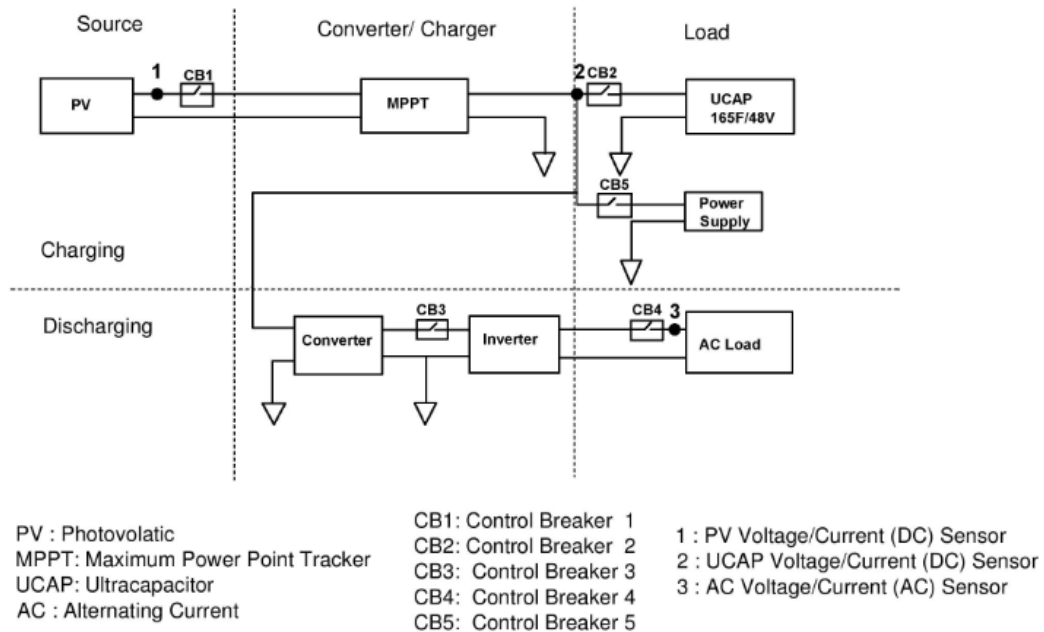 Source
Converter/ Charger
Load
1
CB1
2
CB2
PV
MPPT
UCAP
165F/48V
CB5
Power
Supply
Charging
Discharging
CB3
CB4
3
Converter
Inverter
AC Load
PV : Photovolatic
MPPT: Maximum Power Point Tracker
UCAP: Ultracapacitor
AC : Alternating Current
CB1: Control Breaker 1
CB2: Control Breaker 2
CB3: Control Breaker 3
CB4: Control Breaker 4
CB5: Control Breaker 5
1 : PV Voltage/Current (DC) Sensor
2 : UCAP Voltage/Current (DC) Sensor
3 : AC Voltage/Current (AC) Sensor